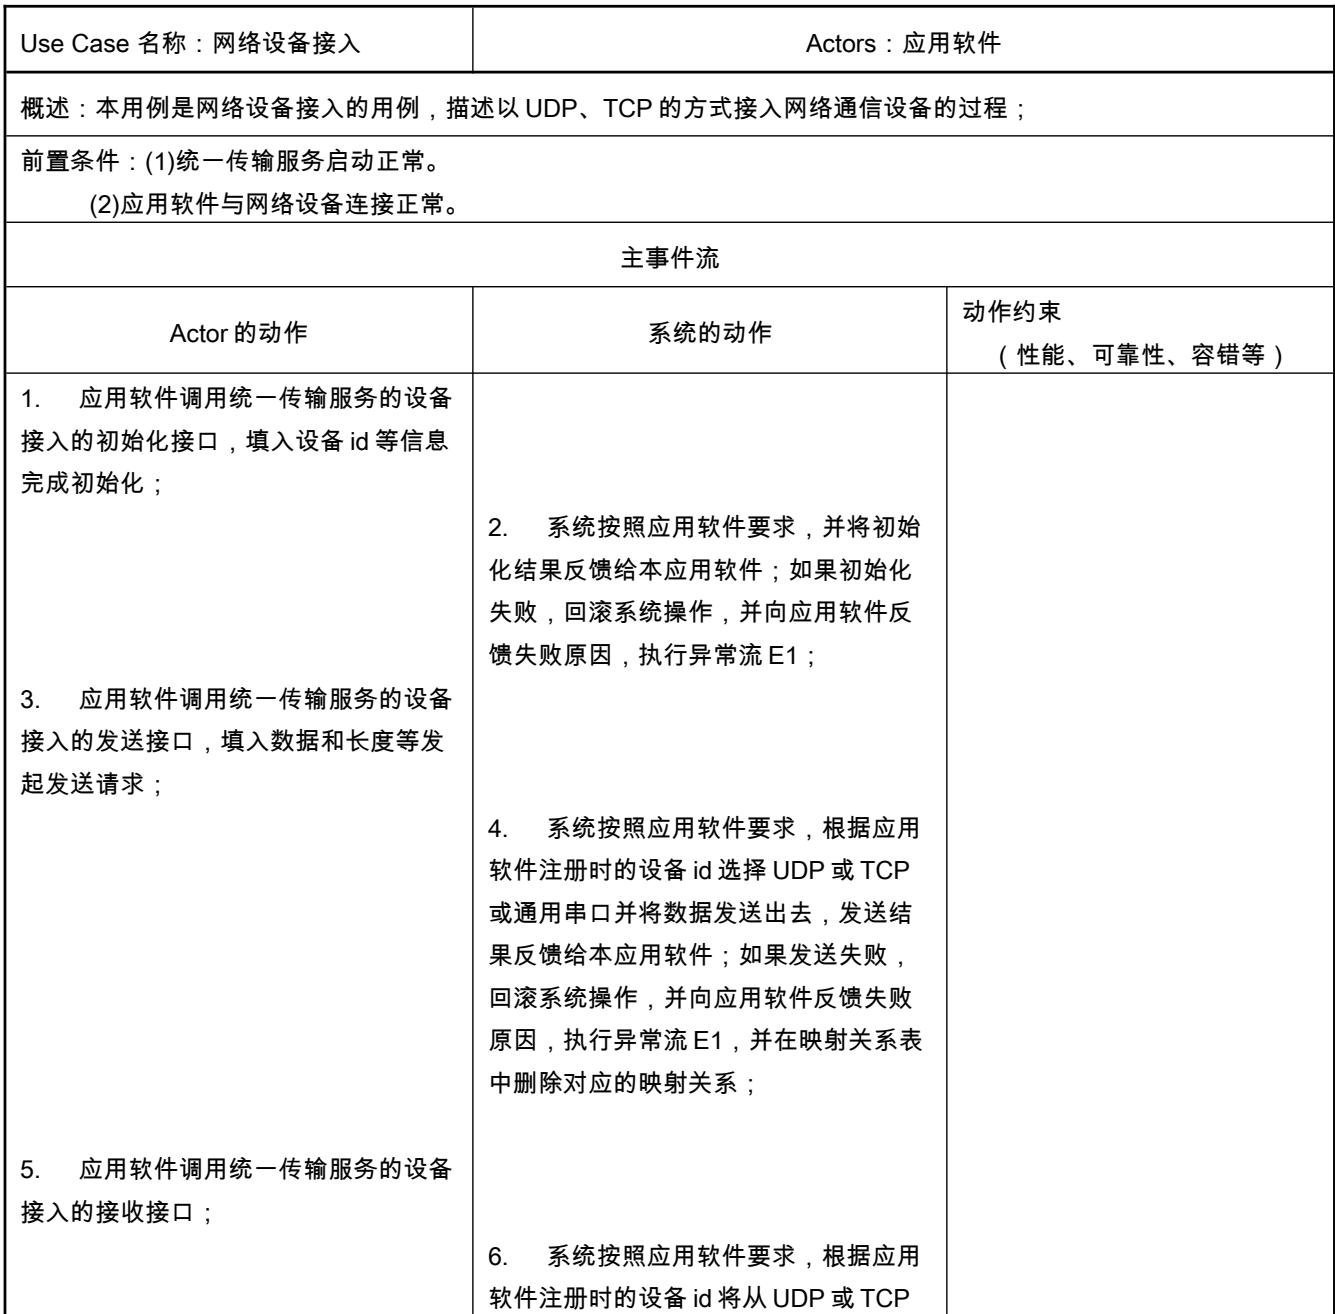 Use Case 名称：网络设备接入
Actors：应用软件
概述：本用例是网络设备接入的用例，描述以 UDP、TCP 的方式接入网络通信设备的过程；
前置条件：(1)统一传输服务启动正常。
(2)应用软件与网络设备连接正常。
主事件流
Actor 的动作
系统的动作
动作约束
（性能、可靠性、容错等）
1. 应用软件调用统一传输服务的设备
接入的初始化接口，填入设备 id 等信息
完成初始化；
2. 系统按照应用软件要求，并将初始
化结果反馈给本应用软件；如果初始化
失败，回滚系统操作，并向应用软件反
馈失败原因，执行异常流 E1；
3. 应用软件调用统一传输服务的设备
接入的发送接口，填入数据和长度等发
起发送请求；
4. 系统按照应用软件要求，根据应用
软件注册时的设备 id 选择 UDP 或 TCP
或通用串口并将数据发送出去，发送结
果反馈给本应用软件；如果发送失败，
回滚系统操作，并向应用软件反馈失败
原因，执行异常流 E1，并在映射关系表
中删除对应的映射关系；
5. 应用软件调用统一传输服务的设备
接入的接收接口；
6. 系统按照应用软件要求，根据应用
软件注册时的设备 id 将从 UDP 或 TCP